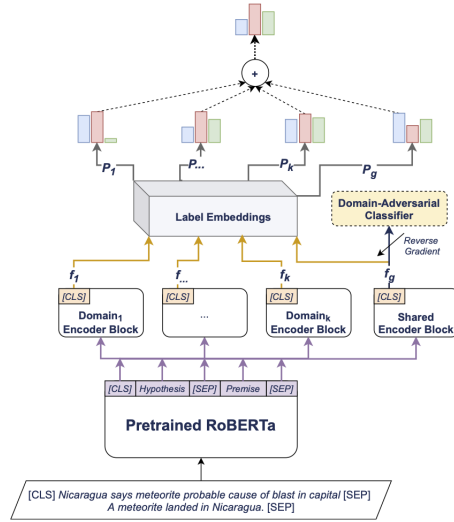 +
P1 P... Pk Pg
Label Embeddings
Domain-Adversarial
Classifier
Reverse
Gradient
f1 f... fk fg
[CLS] [CLS] [CLS] [CLS]
Domain1
Encoder Block
...
Domaink
Encoder Block
Shared
Encoder Block
[CLS] Hypothesis [SEP] Premise [SEP]
Pretrained RoBERTa
[CLS] Nicaragua says meteorite probable cause of blast in capital [SEP]
A meteorite landed in Nicaragua. [SEP]